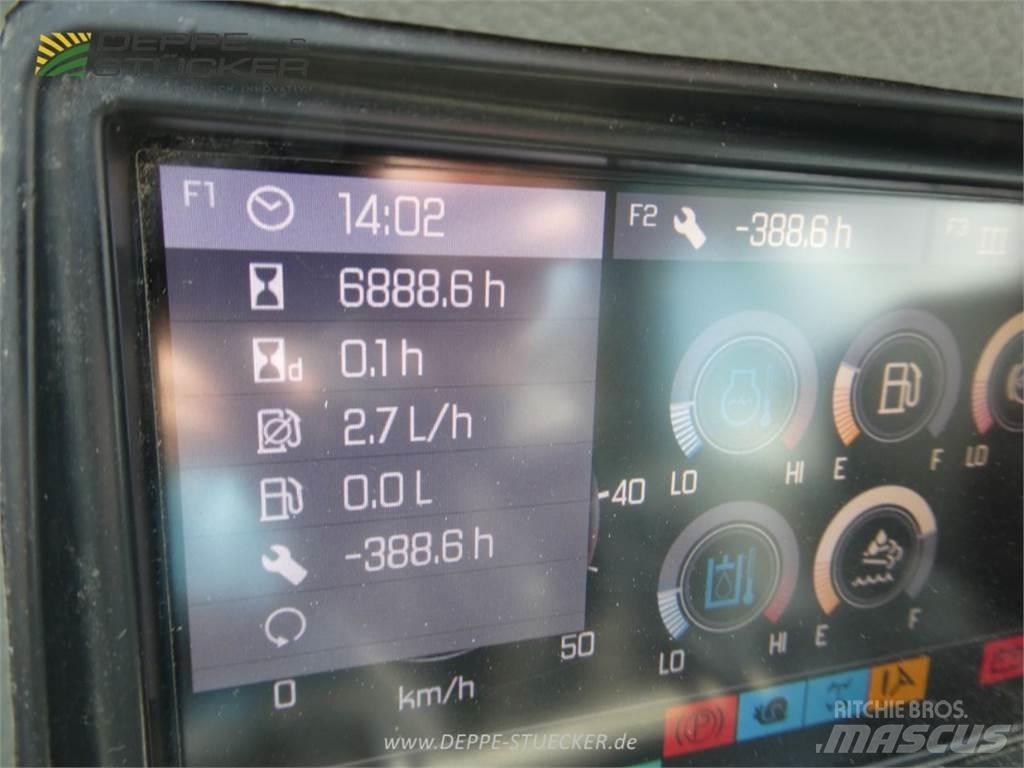 DEPPE &
STÜCKER
F1 14:02
F2 -388.6 h
F3
6888.6 h
d 0.1 h
2.7 L/h
0.0 L
-388.6 h
40
LO HI
E F
LO
50
LO HI
E F
0 km/h
P
RITCHIE BROS.
MASCUS
www.DEPPE-STUECKER.de